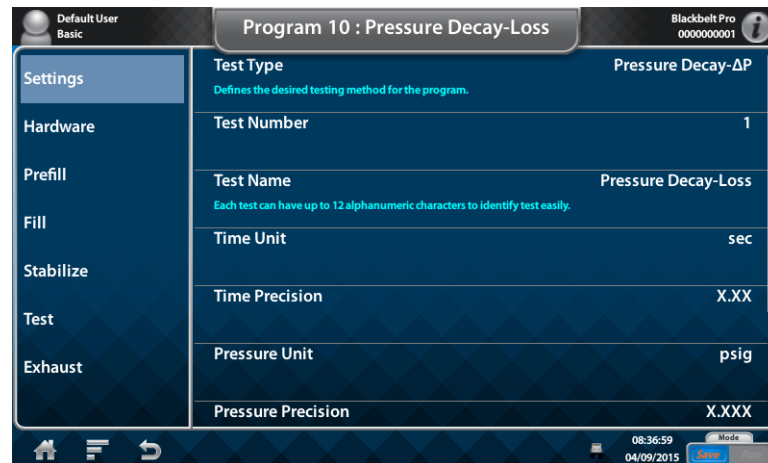 Default User
Basic
Program 10 : Pressure Decay-Loss
Blackbelt Pro
0000000001
i
Settings
Hardware
Prefill
Fill
Stabilize
Test
Exhaust
Test Type Pressure Decay-ΔP
Defines the desired testing method for the program.
Test Number 1
Test Name Pressure Decay-Loss
Each test can have up to 12 alphanumeric characters to identify test easily.
Time Unit sec
Time Precision X.XX
Pressure Unit psig
Pressure Precision X.XXX
08:36:59
04/09/2015
Mode
Save Run